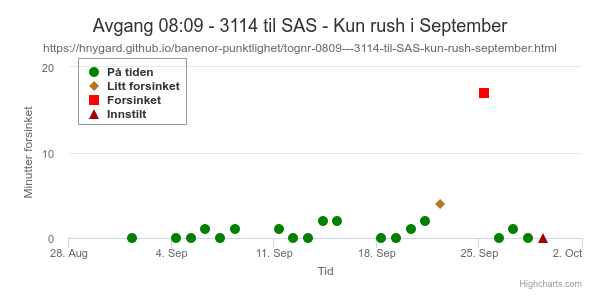 Avgang 08:09 - 3114 til SAS - Kun rush i September
https://hnygard.github.io/banenor-punktlighet/tognr-0809---3114-til-SAS-kun-rush-september.html
På tiden
Litt forsinket
Forsinket
Innstilt
Minutter forsinket
20
10
0
28. Aug
4. Sep
11. Sep
18. Sep
25. Sep
2. Oct
Tid
Highcharts.com